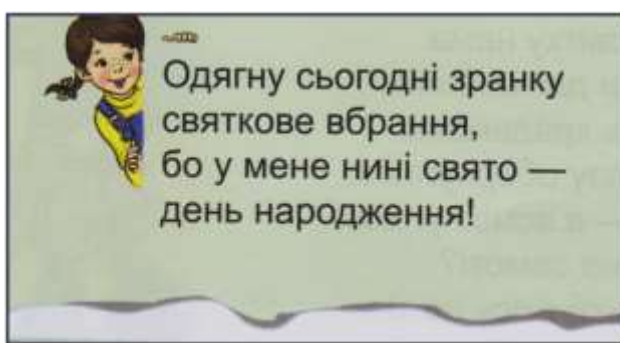 Одягну сьогодні зранку
святкове вбрання,
бо у мене нині свято —
день народження!